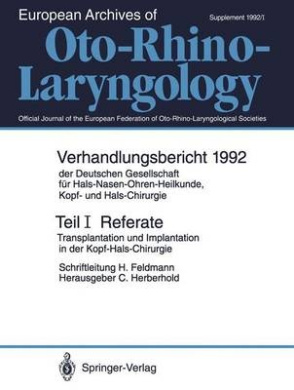 European Archives of
Supplement 1992/I
Oto-Rhino-
Laryngology
Official Journal of the European Federation of Oto-Rhino-Laryngological Societies
Verhandlungsbericht 1992
der Deutschen Gesellschaft
für Hals-Nasen-Ohren-Heilkunde,
Kopf- und Hals-Chirurgie
Teil I Referate
Transplantation und Implantation
in der Kopf-Hals-Chirurgie
Schriftleitung H. Feldmann
Herausgeber C. Herberhold
Springer-Verlag